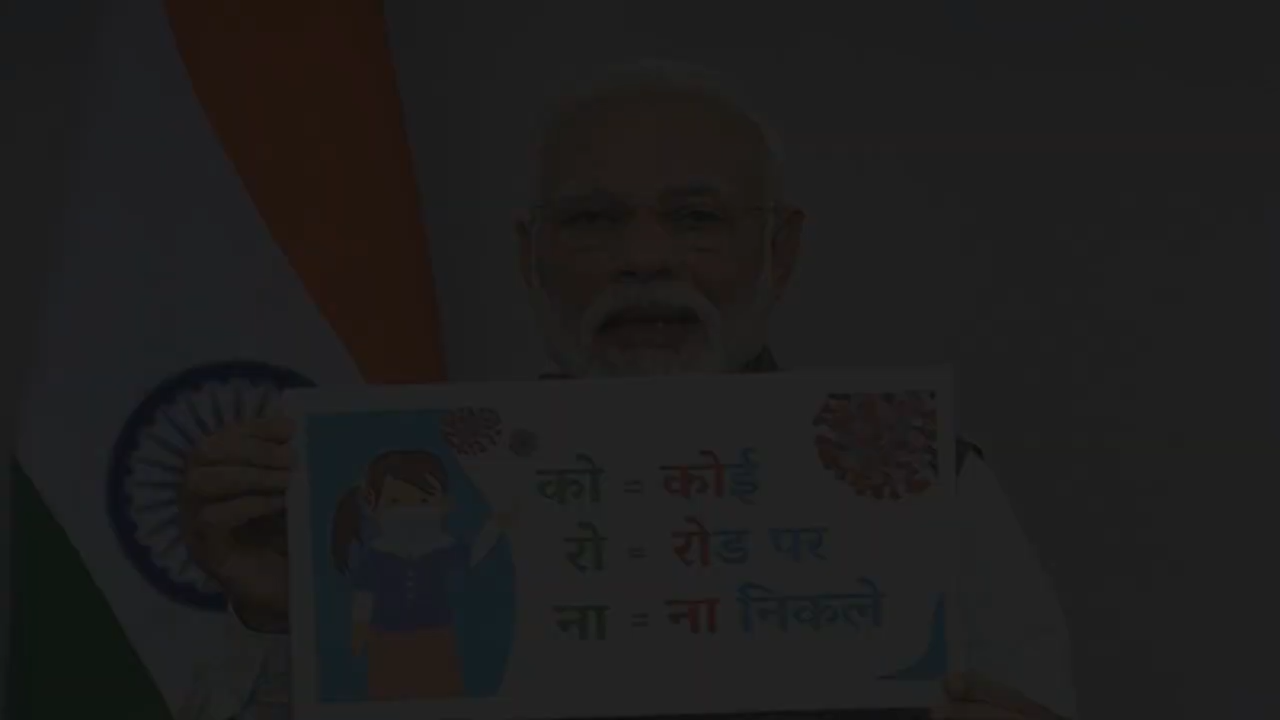 को = कोई
रो = रोड पर
ना = ना निकले